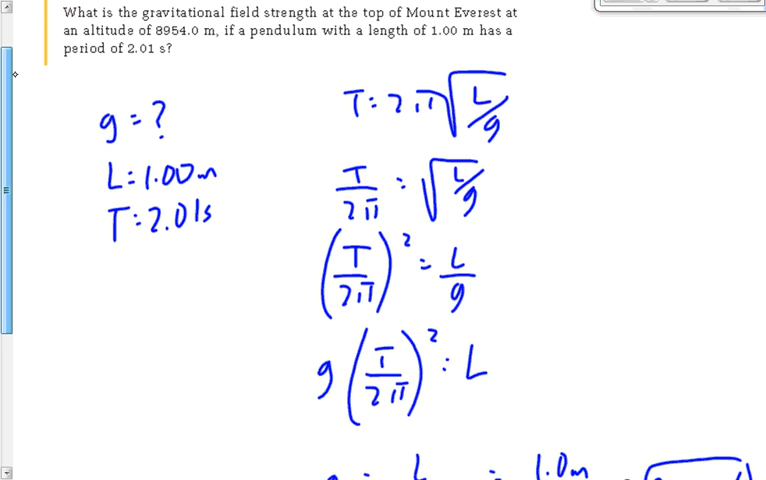 What is the gravitational field strength at the top of Mount Everest at
an altitude of 8954.0 m, if a pendulum with a length of 1.00 m has a
period of 2.01 s?
g = ?
L = 1.00m
T = 2.01s
T = 2π√(L/g)
T/2π = √(L/g)
(T/2π)² = L/g
g(T/2π)² = L
L = 1.0m